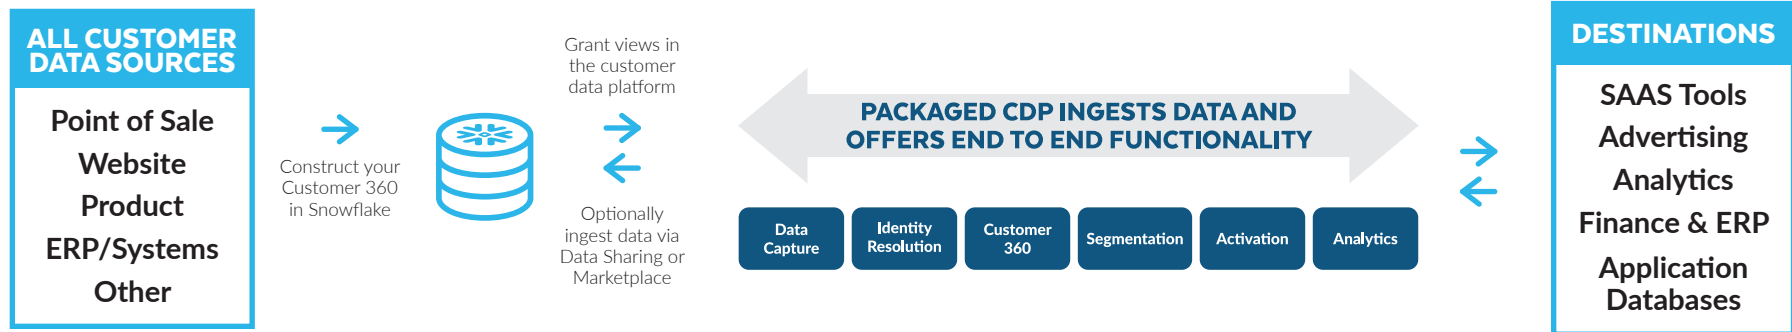 ALL CUSTOMER
DATA SOURCES
Point of Sale
Website
Product
ERP/Systems
Other
Construct your
Customer 360
in Snowflake
Grant views in
the customer
data platform
Optionally
ingest data via
Data Sharing or
Marketplace
PACKAGED CDP INGESTS DATA AND
OFFERS END TO END FUNCTIONALITY
Data
Capture
Identity
Resolution
Customer
360
Segmentation
Activation
Analytics
DESTINATIONS
SAAS Tools
Advertising
Analytics
Finance & ERP
Application
Databases